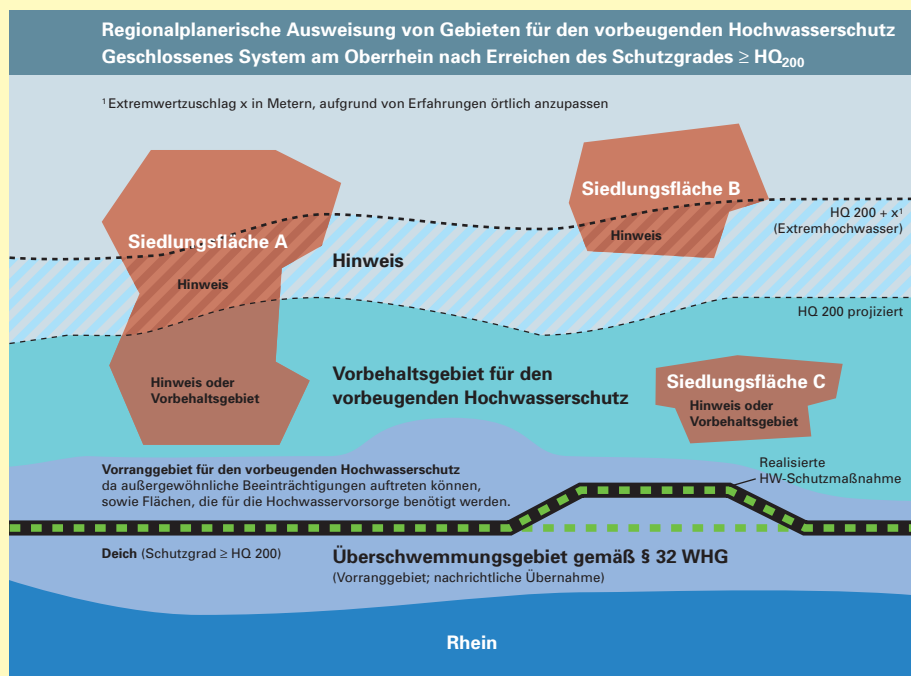 Regionalplanerische Ausweisung von Gebieten für den vorbeugenden Hochwasserschutz
Geschlossenes System am Oberrhein nach Erreichen des Schutzgrades ≥ HQ₂₀₀
¹ Extremwertzuschlag x in Metern, aufgrund von Erfahrungen örtlich anzupassen
Siedlungsfläche B
HQ 200 + x¹
(Extremhochwasser)
Siedlungsfläche A
Hinweis
Hinweis
Hinweis
HQ 200 projiziert
Vorbehaltsgebiet für den
vorbeugenden Hochwasserschutz
Hinweis oder
Vorbehaltsgebiet
Siedlungsfläche C
Hinweis oder
Vorbehaltsgebiet
Vorranggebiet für den vorbeugenden Hochwasserschutz
da außergewöhnliche Beeinträchtigungen auftreten können,
sowie Flächen, die für die Hochwasservorsorge benötigt werden.
Realisierte
HW-Schutzmaßnahme
Deich (Schutzgrad ≥ HQ 200)
Überschwemmungsgebiet gemäß § 32 WHG
(Vorranggebiet; nachrichtliche Übernahme)
Rhein